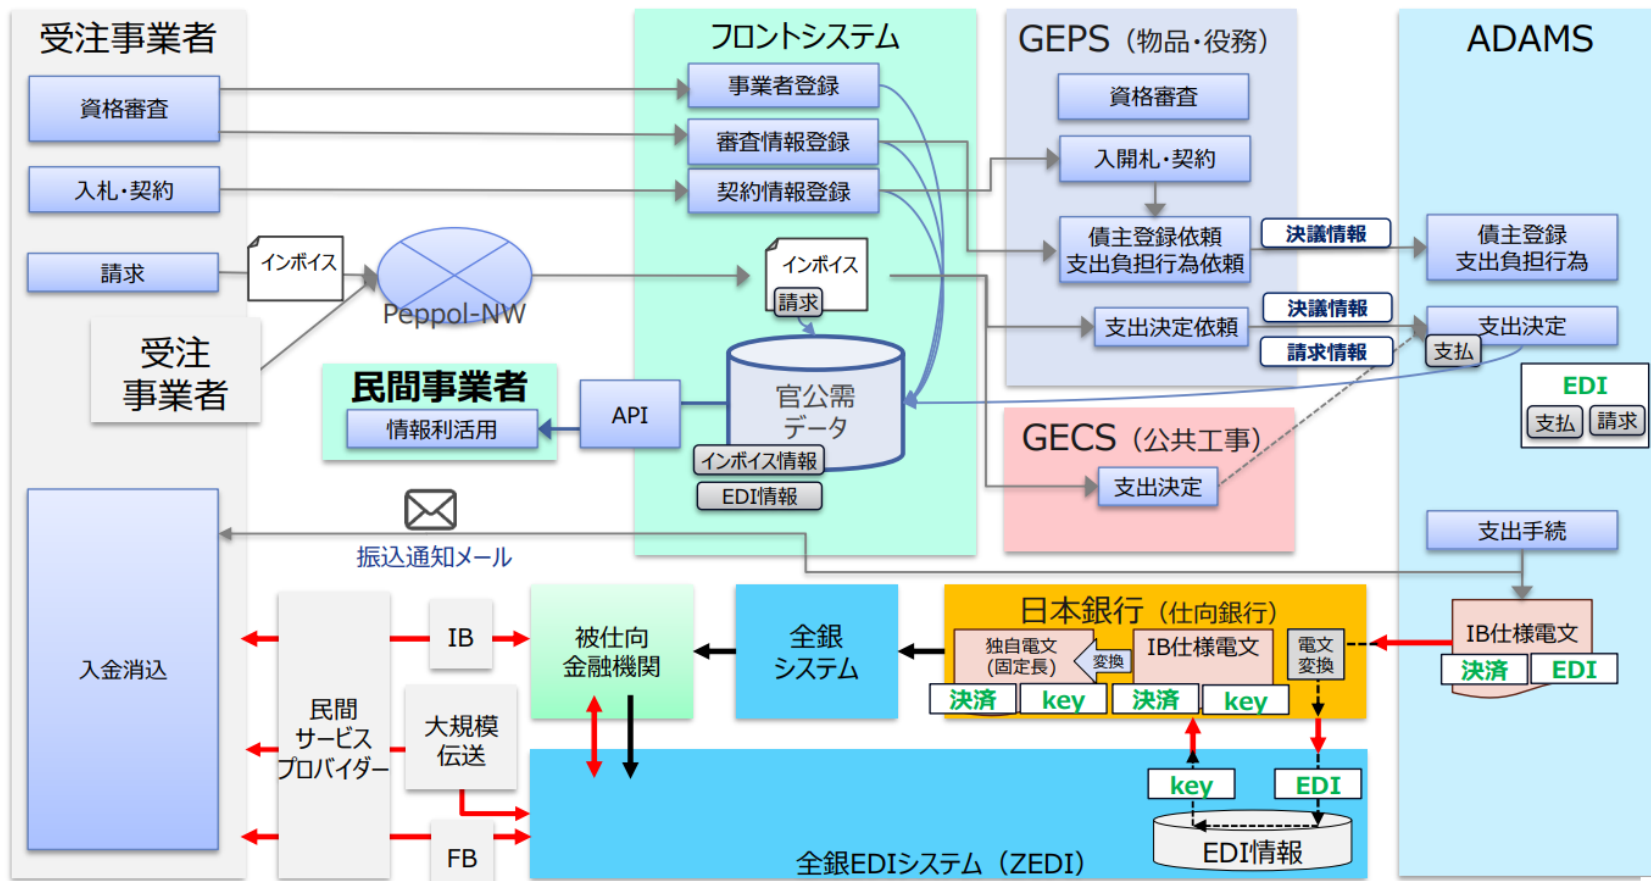 受注事業者
資格審査
入札・契約
請求
インボイス
Peppol-NW
受注
事業者
フロントシステム
事業者登録
審査情報登録
契約情報登録
インボイス
請求
官公需
データ
インボイス情報
EDI情報
API
民間事業者
情報利活用
GEPS（物品・役務）
資格審査
入開札・契約
債主登録依頼
支出負担行為依頼
支出決定依頼
決議情報
決議情報
請求情報
GECS（公共工事）
支出決定
ADAMS
債主登録
支出負担行為
支出決定
支払
EDI
支払
請求
支出手続
IB仕様電文
決済
EDI
振込通知メール
入金消込
民間
サービス
プロバイダー
IB
大規模
伝送
FB
被仕向
金融機関
全銀
システム
日本銀行（仕向銀行）
独自電文
(固定長)
変換
IB仕様電文
電文
変換
決済
key
決済
key
key
EDI
EDI情報
全銀EDIシステム（ZEDI）